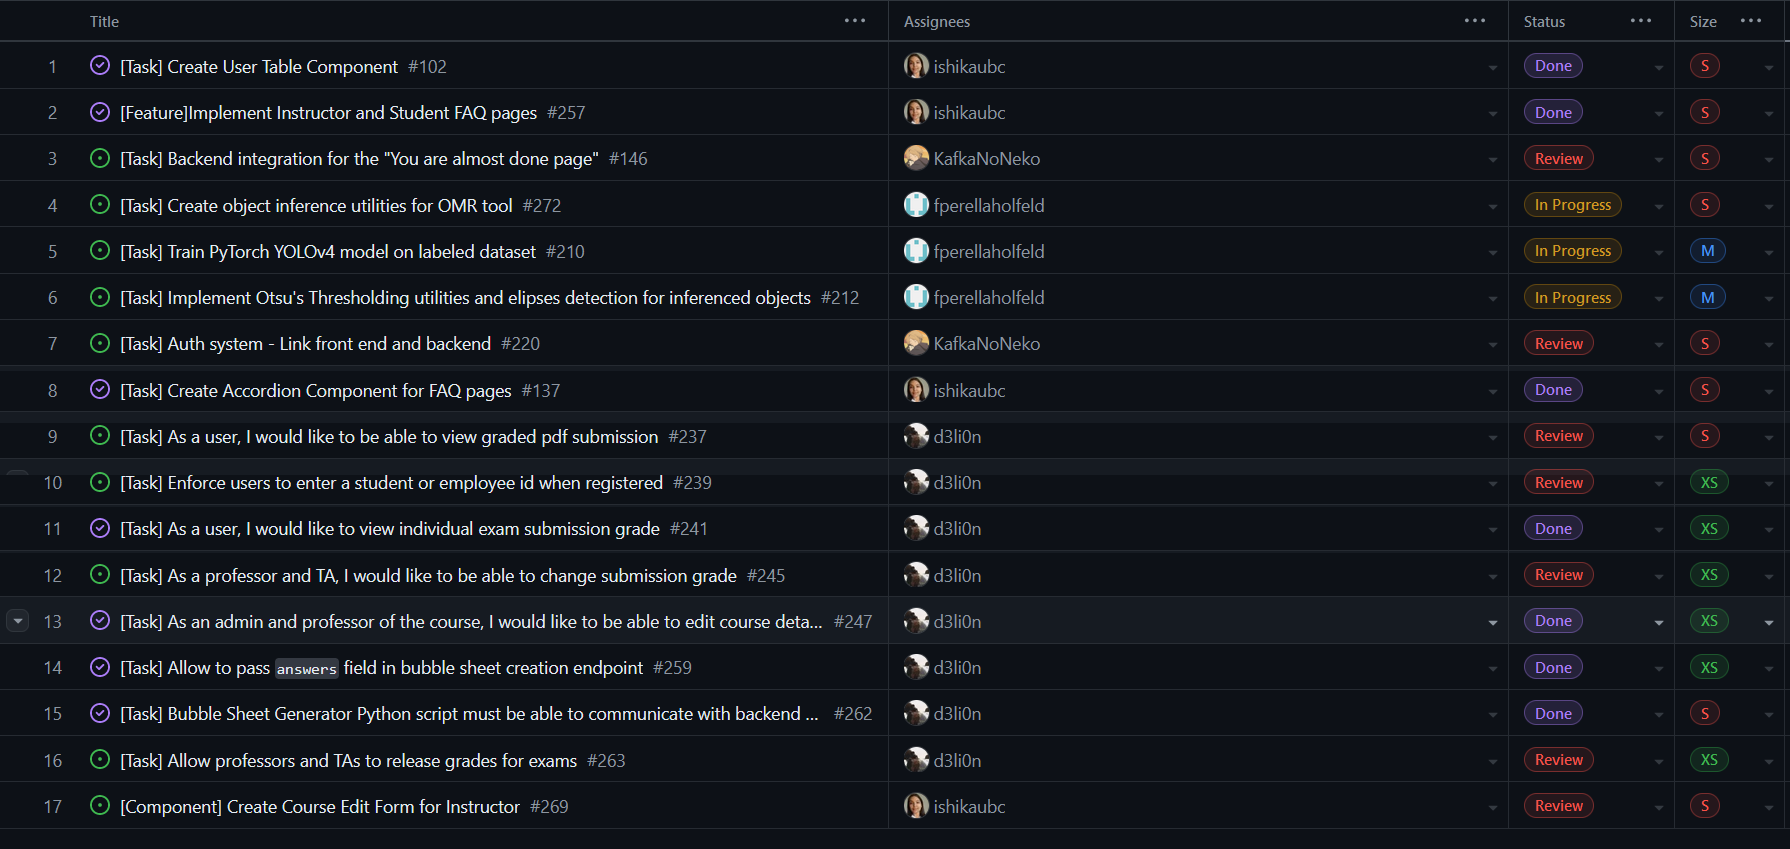 Title Assignees Status Size
1 [Task] Create User Table Component #102 ishikaubc Done S
2 [Feature]Implement Instructor and Student FAQ pages #257 ishikaubc Done S
3 [Task] Backend integration for the "You are almost done page" #146 KafkaNoNeko Review S
4 [Task] Create object inference utilities for OMR tool #272 fperellaholfeld In Progress S
5 [Task] Train PyTorch YOLOv4 model on labeled dataset #210 fperellaholfeld In Progress M
6 [Task] Implement Otsu's Thresholding utilities and elipses detection for inferenced objects #212 fperellaholfeld In Progress M
7 [Task] Auth system - Link front end and backend #220 KafkaNoNeko Review S
8 [Task] Create Accordion Component for FAQ pages #137 ishikaubc Done S
9 [Task] As a user, I would like to be able to view graded pdf submission #237 d3li0n Review S
10 [Task] Enforce users to enter a student or employee id when registered #239 d3li0n Review XS
11 [Task] As a user, I would like to view individual exam submission grade #241 d3li0n Done XS
12 [Task] As a professor and TA, I would like to be able to change submission grade #245 d3li0n Review XS
13 [Task] As an admin and professor of the course, I would like to be able to edit course deta... #247 d3li0n Done XS
14 [Task] Allow to pass answers field in bubble sheet creation endpoint #259 d3li0n Done XS
15 [Task] Bubble Sheet Generator Python script must be able to communicate with backend ... #262 d3li0n Done S
16 [Task] Allow professors and TAs to release grades for exams #263 d3li0n Review XS
17 [Component] Create Course Edit Form for Instructor #269 ishikaubc Review S